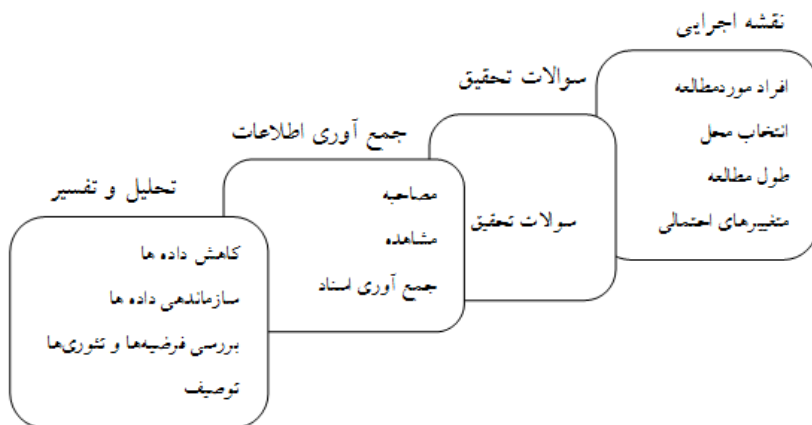 نقشه اجرایی
افراد موردمطالعه
انتخاب محل
طول مطالعه
متغییرهای احتمالی
سوالات تحقیق
سوالات تحقیق
جمع آوری اطلاعات
مصاحبه
مشاهده
جمع آوری اسناد
تحلیل و تفسیر
کاهش داده ها
سازماندهی داده ها
بررسی فرضیه‌ها و تئوری‌ها
توصیف